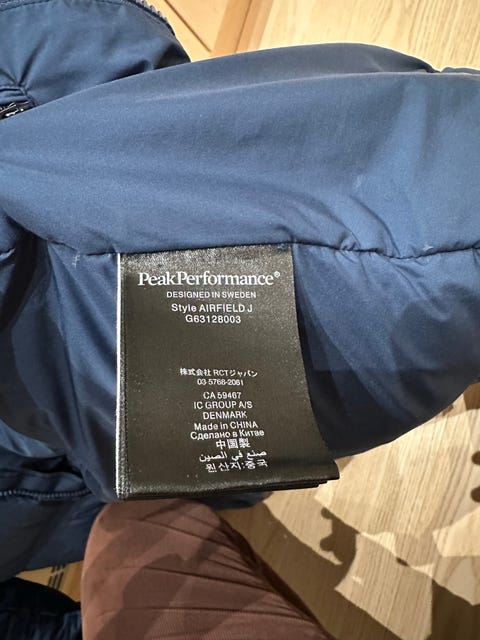 PeakPerformance®
DESIGNED IN SWEDEN
Style AIRFIELD J
G63128003
株式会社 RCTジャパン
03-5768-2061
CA 59467
IC GROUP A/S
DENMARK
Made in CHINA
Сделано в Китае
中国製
صنع في الصين
원산지:중국